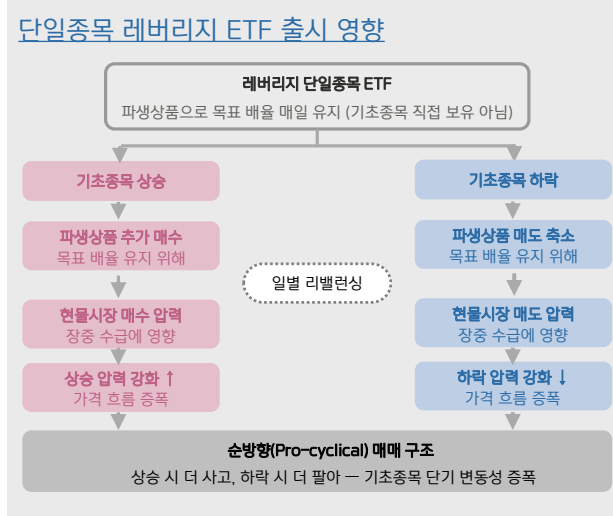 단일종목 레버리지 ETF 출시 영향
레버리지 단일종목 ETF
파생상품으로 목표 배율 매일 유지 (기초종목 직접 보유 아님)
기초종목 상승
파생상품 추가 매수
목표 배율 유지 위해
현물시장 매수 압력
장중 수급에 영향
상승 압력 강화 ↑
가격 흐름 증폭
일별 리밸런싱
기초종목 하락
파생상품 매도 축소
목표 배율 유지 위해
현물시장 매도 압력
장중 수급에 영향
하락 압력 강화 ↓
가격 흐름 증폭
순방향(Pro-cyclical) 매매 구조
상승 시 더 사고, 하락 시 더 팔아 — 기초종목 단기 변동성 증폭